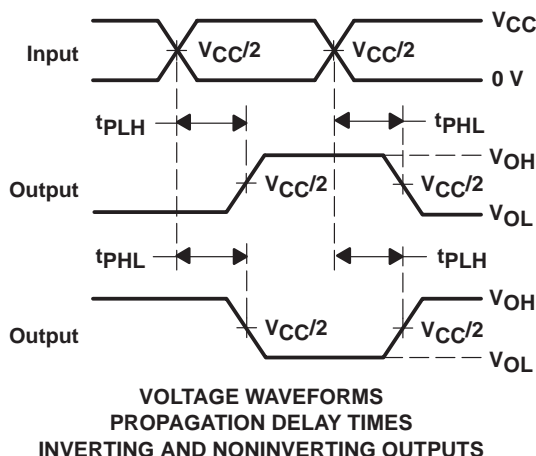 VCC
Input VCC/2 VCC/2
0 V
tPLH tPHL
VOH
Output VCC/2 VCC/2
VOL
tPHL tPLH
VOH
Output VCC/2 VCC/2
VOL
VOLTAGE WAVEFORMS
PROPAGATION DELAY TIMES
INVERTING AND NONINVERTING OUTPUTS